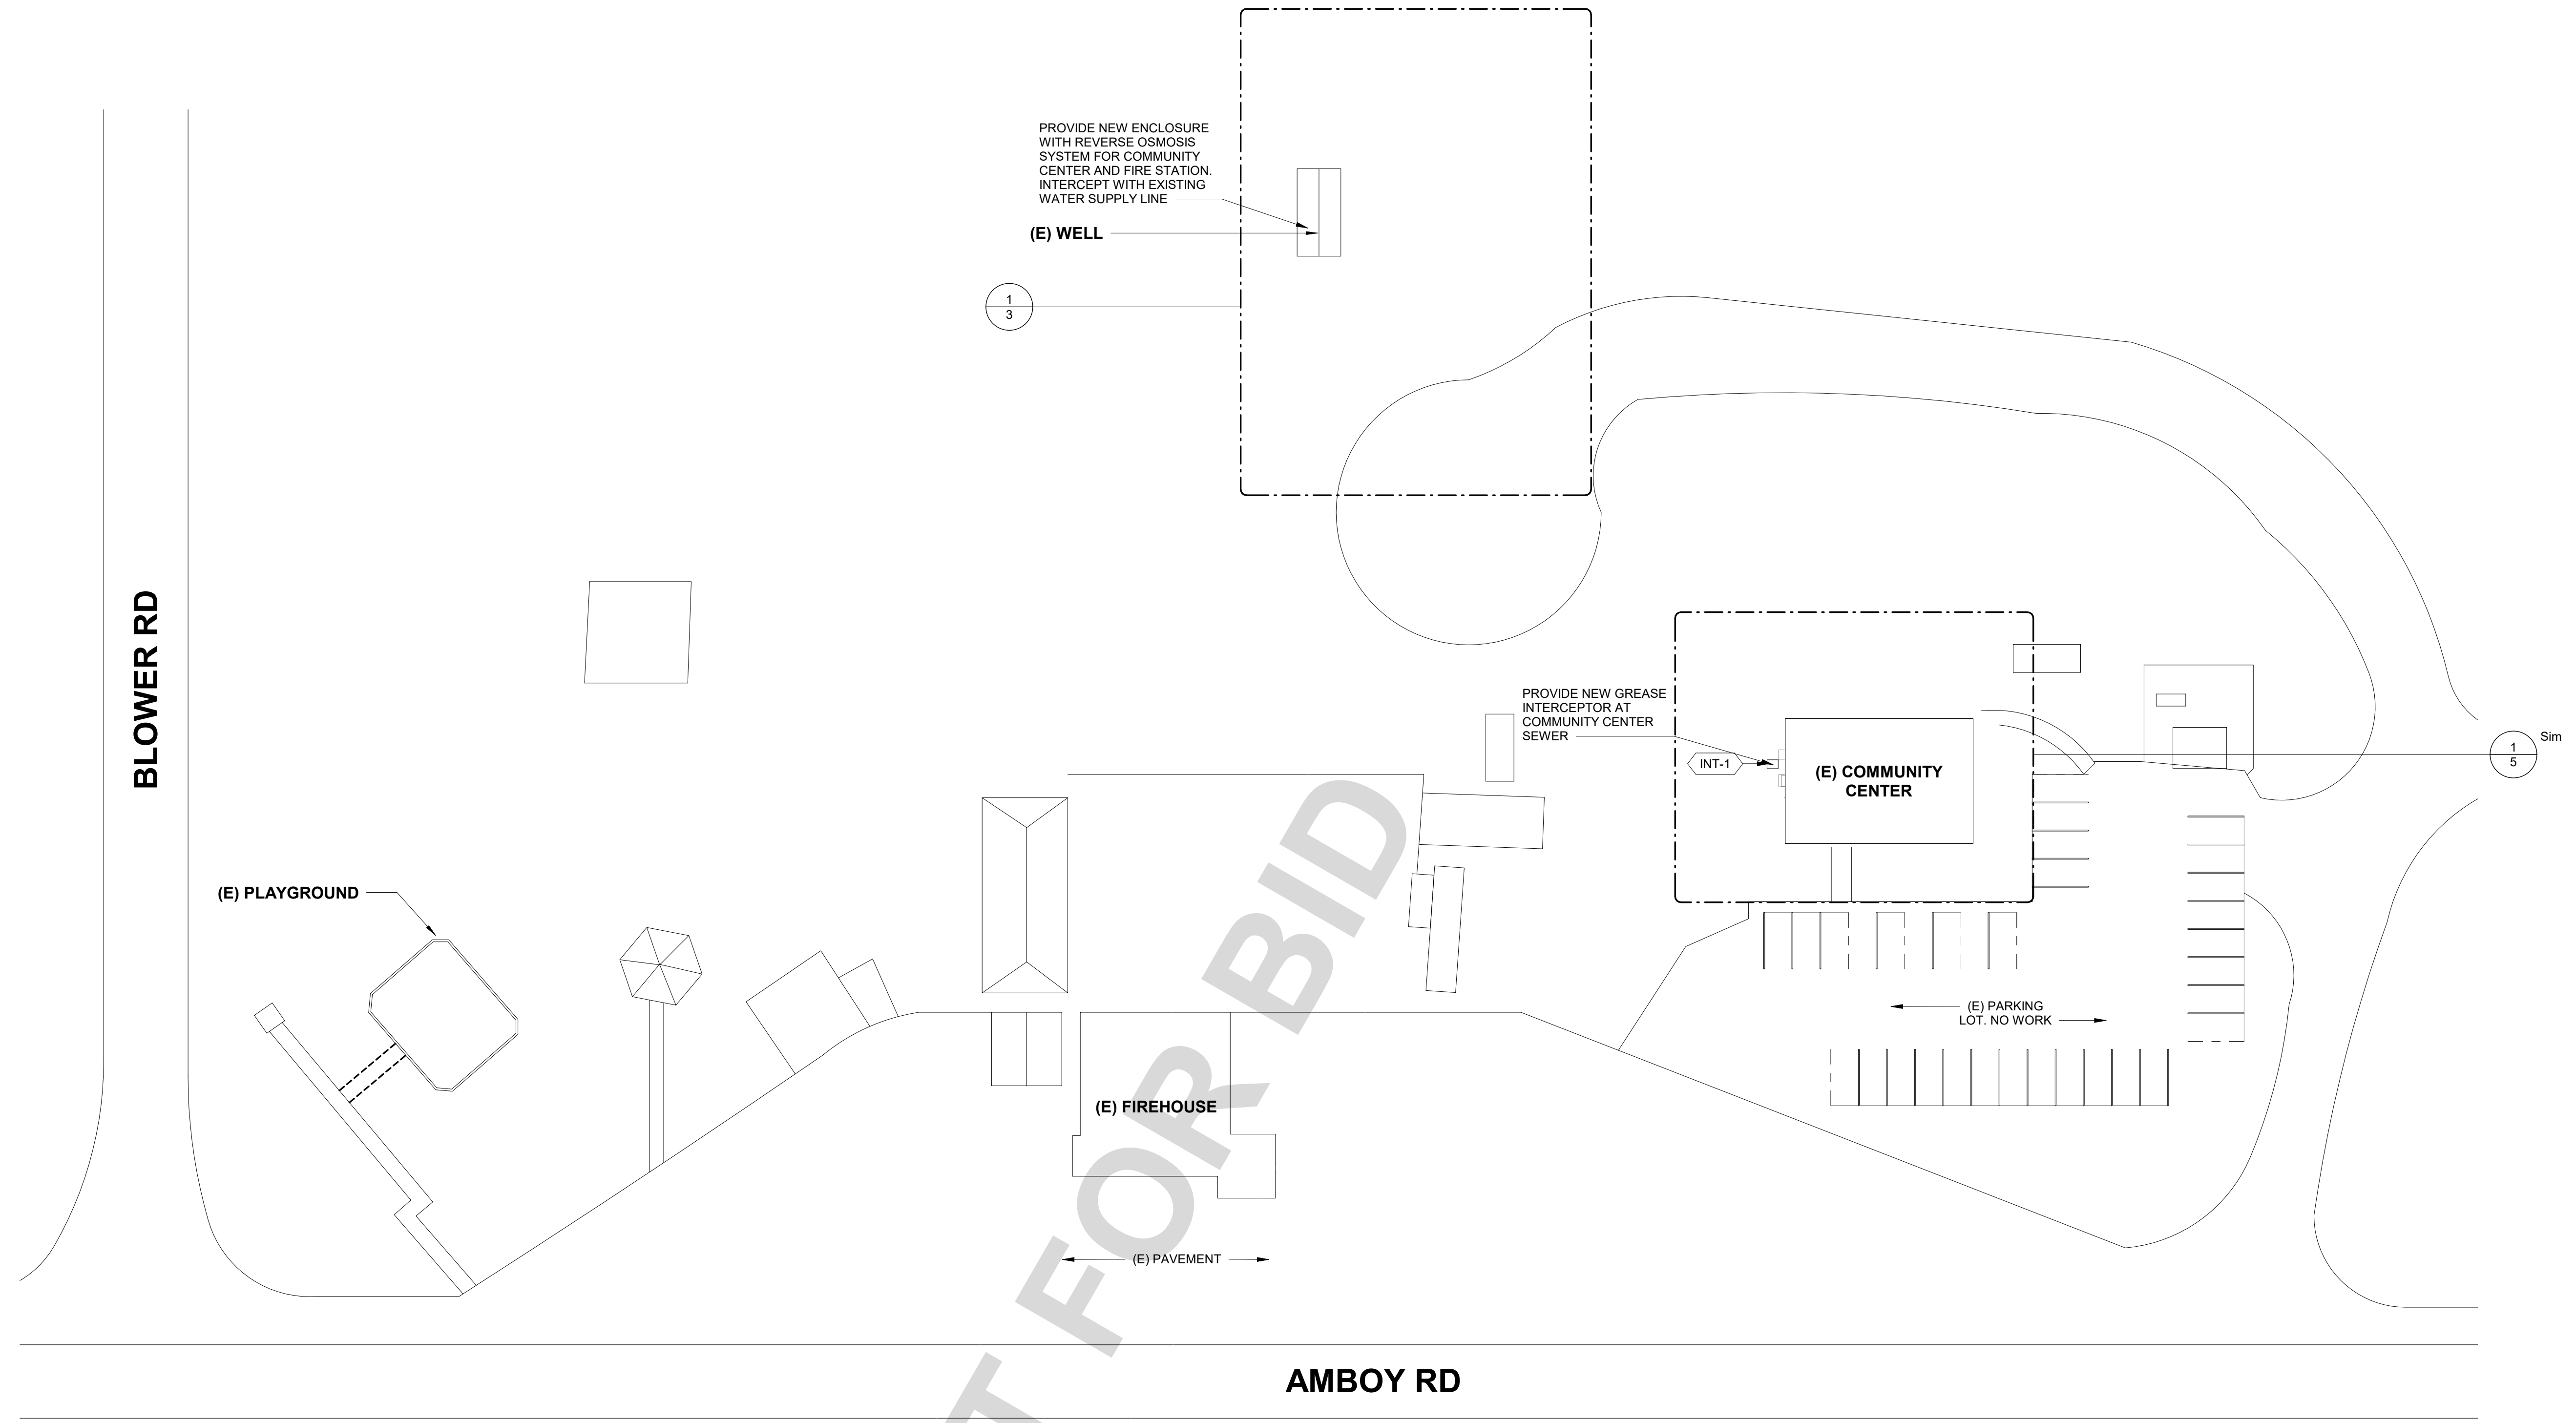 PROVIDE NEW ENCLOSURE
WITH REVERSE OSMOSIS
SYSTEM FOR COMMUNITY
CENTER AND FIRE STATION.
INTERCEPT WITH EXISTING
WATER SUPPLY LINE
(E) WELL
1
3
BLOWER RD
PROVIDE NEW GREASE
INTERCEPTOR AT
COMMUNITY CENTER
SEWER
INT-1
(E) COMMUNITY
CENTER
1
5
Sim
(E) PLAYGROUND
(E) PARKING
LOT. NO WORK
(E) FIREHOUSE
(E) PAVEMENT
AMBOY RD
T FOR BID